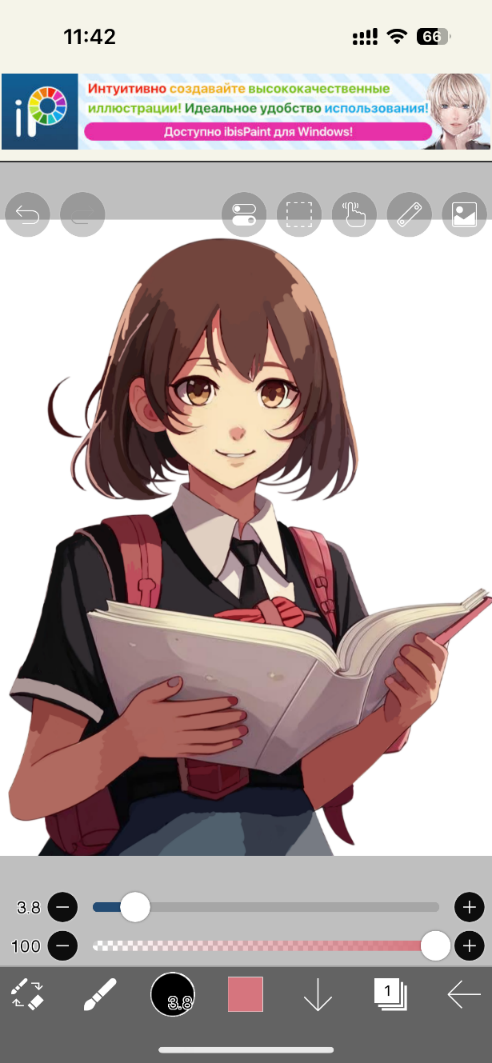 11:42
66
iP
Интуитивно создавайте высококачественные
иллюстрации! Идеальное удобство использования!
Доступно ibisPaint для Windows!
3.8
100
3.8
1